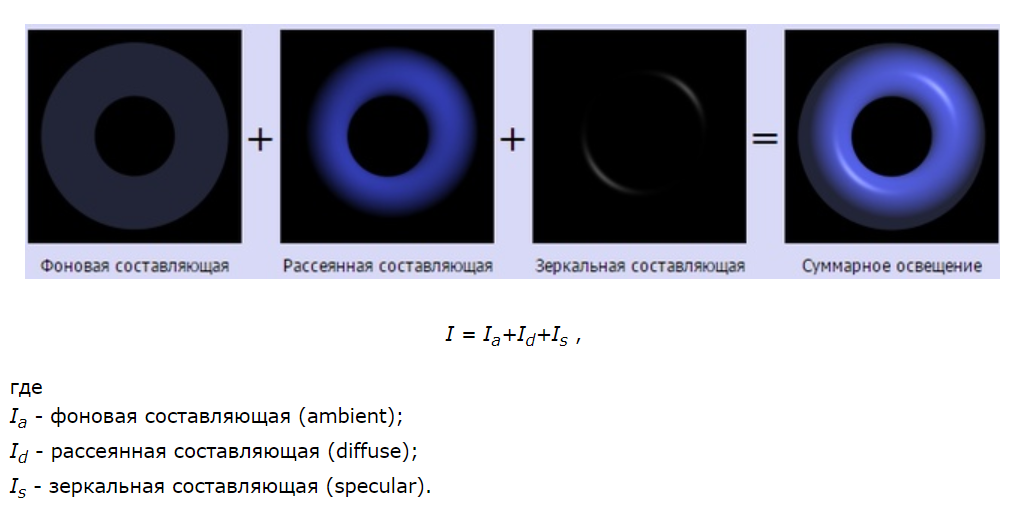 + + =
Фоновая составляющая Рассеянная составляющая Зеркальная составляющая Суммарное освещение
I = Ia+Id+Is ,
где
Ia - фоновая составляющая (ambient);
Id - рассеянная составляющая (diffuse);
Is - зеркальная составляющая (specular).